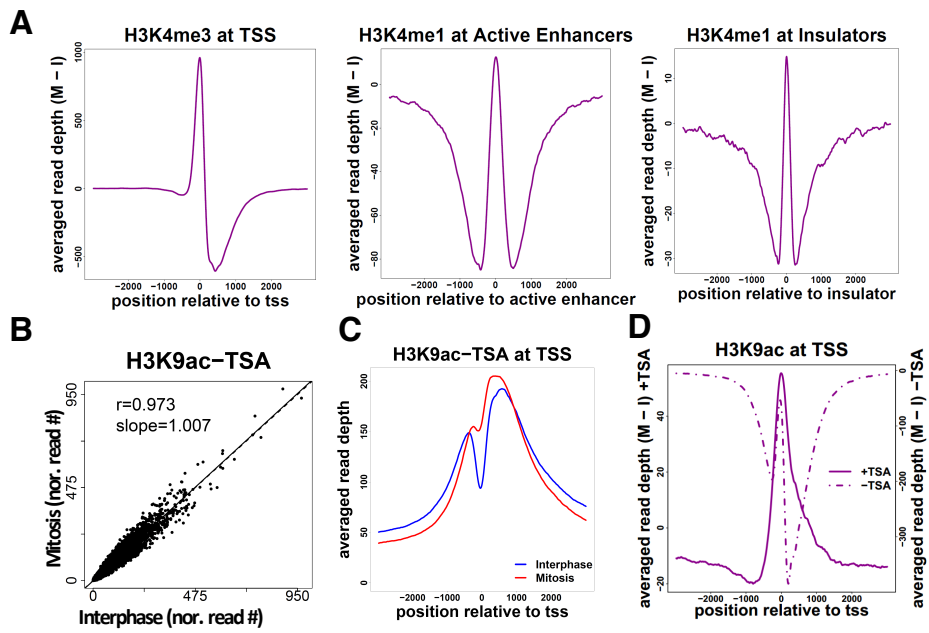 A
H3K4me3 at TSS
averaged read depth (M − I)
1000
500
0
−500
−2000 −1000 0 1000 2000
position relative to tss
H3K4me1 at Active Enhancers
averaged read depth (M − I)
0
−20
−40
−60
−80
−2000 −1000 0 1000 2000
position relative to active enhancer
H3K4me1 at Insulators
averaged read depth (M − I)
10
0
−10
−20
−30
−2000 −1000 0 1000 2000
position relative to insulator
B
H3K9ac−TSA
r=0.973
slope=1.007
Mitosis (nor. read #)
950
475
0
0 475 950
Interphase (nor. read #)
C
H3K9ac−TSA at TSS
averaged read depth
200
150
100
50
0
Interphase
Mitosis
−2000 −1000 0 1000 2000
position relative to tss
D
H3K9ac at TSS
averaged read depth (M − I) +TSA
40
20
0
−20
+TSA
−TSA
0
−100
−200
−300
averaged read depth (M − I) −TSA
−2000 −1000 0 1000 2000
position relative to tss